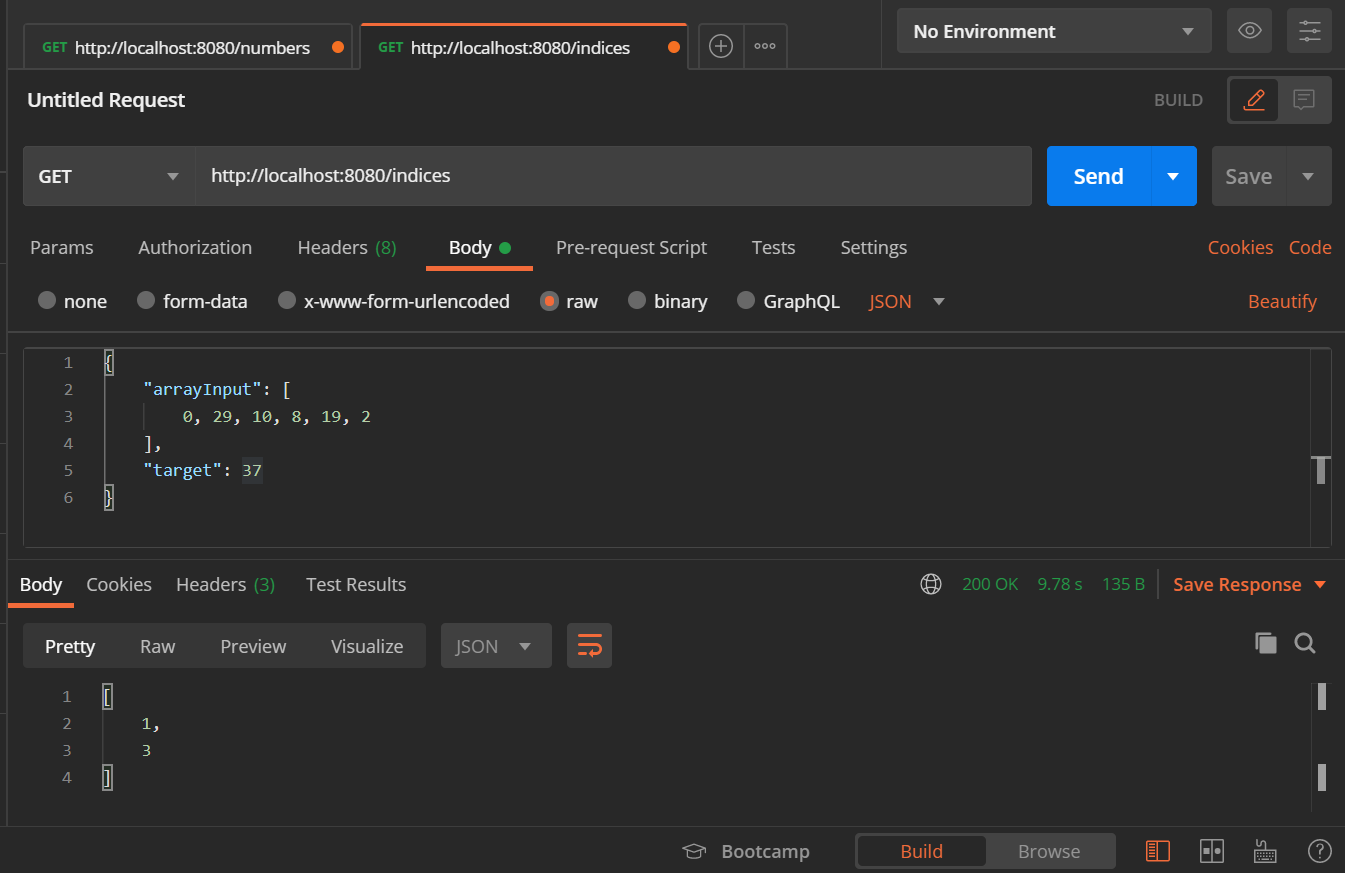 GET http://localhost:8080/numbers GET http://localhost:8080/indices No Environment
Untitled Request BUILD
GET http://localhost:8080/indices Send Save
Params Authorization Headers (8) Body Pre-request Script Tests Settings Cookies Code
none form-data x-www-form-urlencoded raw binary GraphQL JSON Beautify
1 {
2 "arrayInput": [
3 0, 29, 10, 8, 19, 2
4 ],
5 "target": 37
6 }
Body Cookies Headers (3) Test Results 200 OK 9.78 s 135 B Save Response
Pretty Raw Preview Visualize JSON
1 [
2 1,
3 3
4 ]
Bootcamp Build Browse